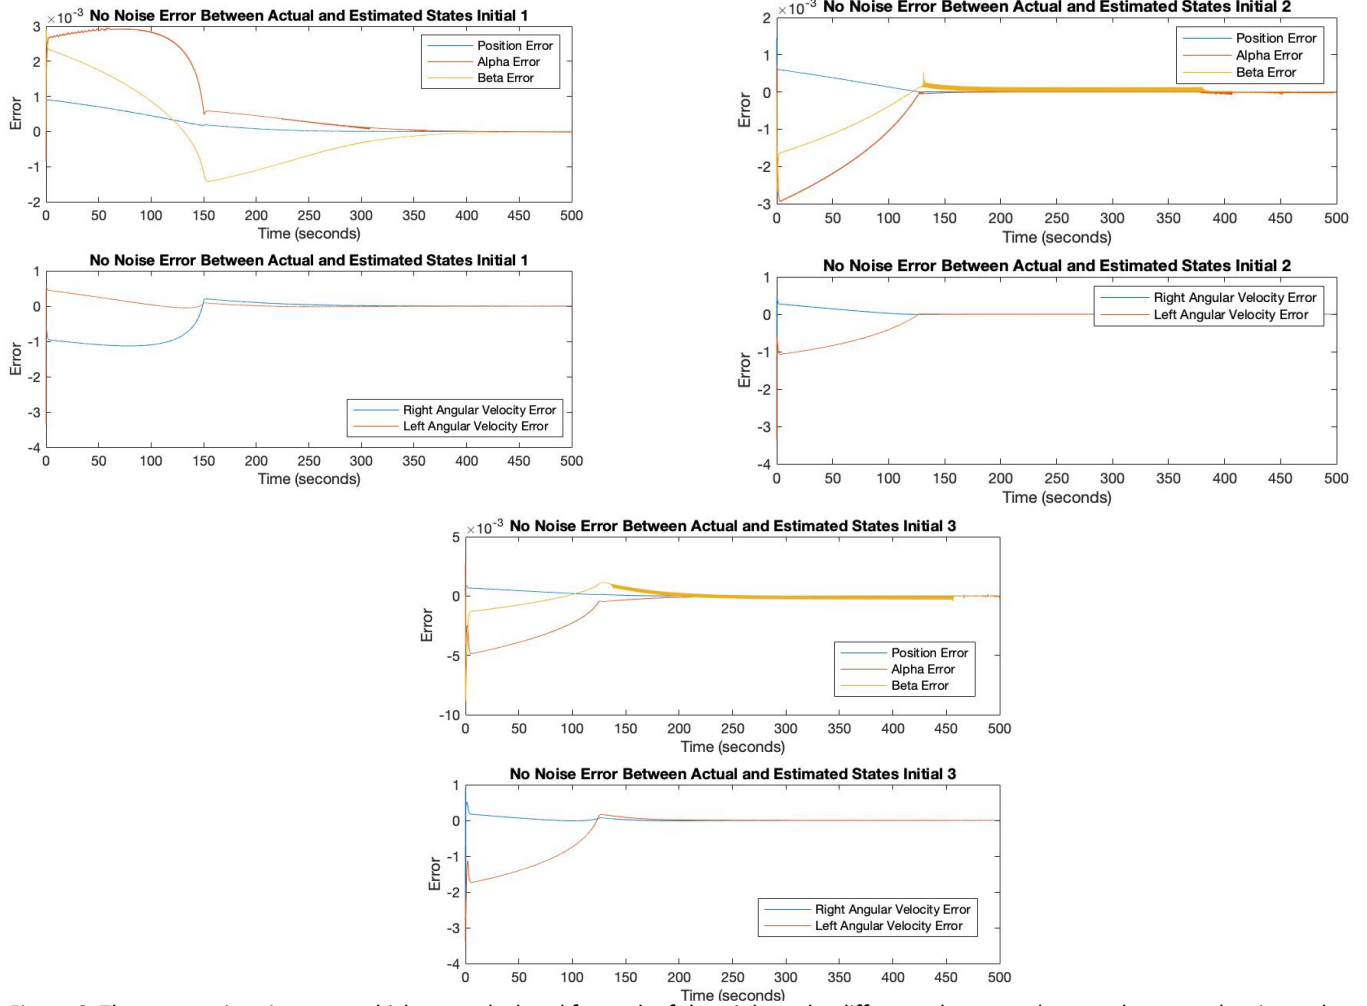 No Noise Error Between Actual and Estimated States Initial 1
×10⁻³
3
2
1
0
-1
-2
Error
Position Error
Alpha Error
Beta Error
0 50 100 150 200 250 300 350 400 450 500
Time (seconds)
No Noise Error Between Actual and Estimated States Initial 1
1
0
-1
-2
-3
-4
Error
Right Angular Velocity Error
Left Angular Velocity Error
0 50 100 150 200 250 300 350 400 450 500
Time (seconds)
No Noise Error Between Actual and Estimated States Initial 2
×10⁻³
2
1
0
-1
-2
-3
Error
Position Error
Alpha Error
Beta Error
0 50 100 150 200 250 300 350 400 450 500
Time (seconds)
No Noise Error Between Actual and Estimated States Initial 2
1
0
-1
-2
-3
-4
Error
Right Angular Velocity Error
Left Angular Velocity Error
0 50 100 150 200 250 300 350 400 450 500
Time (seconds)
No Noise Error Between Actual and Estimated States Initial 3
×10⁻³
5
0
-5
-10
Error
Position Error
Alpha Error
Beta Error
0 50 100 150 200 250 300 350 400 450 500
Time (seconds)
No Noise Error Between Actual and Estimated States Initial 3
1
0
-1
-2
-3
-4
Error
Right Angular Velocity Error
Left Angular Velocity Error
0 50 100 150 200 250 300 350 400 450 500
Time (seconds)